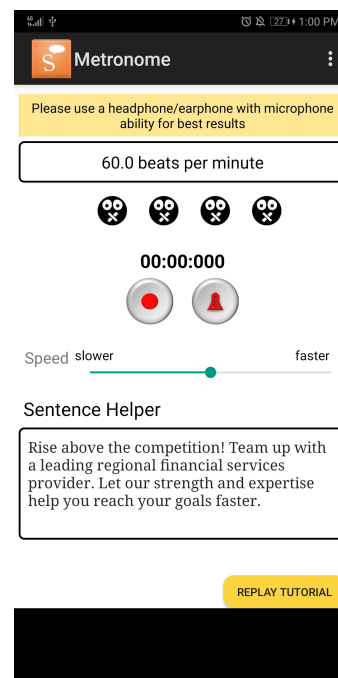 4G 27 1:00 PM
S Metronome
Please use a headphone/earphone with microphone
ability for best results
60.0 beats per minute
00:00:000
Speed slower faster
Sentence Helper
Rise above the competition! Team up with
a leading regional financial services
provider. Let our strength and expertise
help you reach your goals faster.
REPLAY TUTORIAL